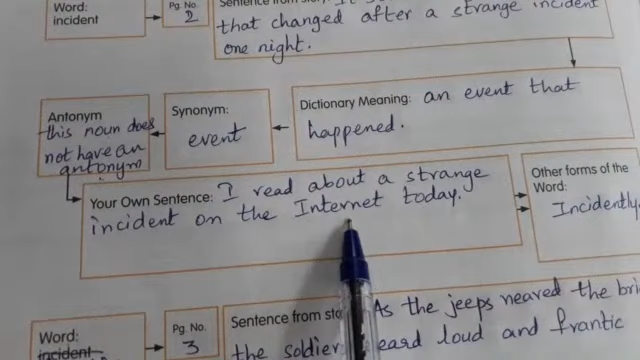 Word:
incident
Pg. No.
2
Sentence from story:
that changed after a strange incident
one night.
Dictionary Meaning: an event that
happened.
Synonym:
event
Antonym
this noun does
not have an
antonym
Your Own Sentence: I read about a strange
incident on the Internet today.
Other forms of the
Word:
Incidently.
Word:
incident
Pg. No.
3
Sentence from As the jeeps neared the
the loud and frantic